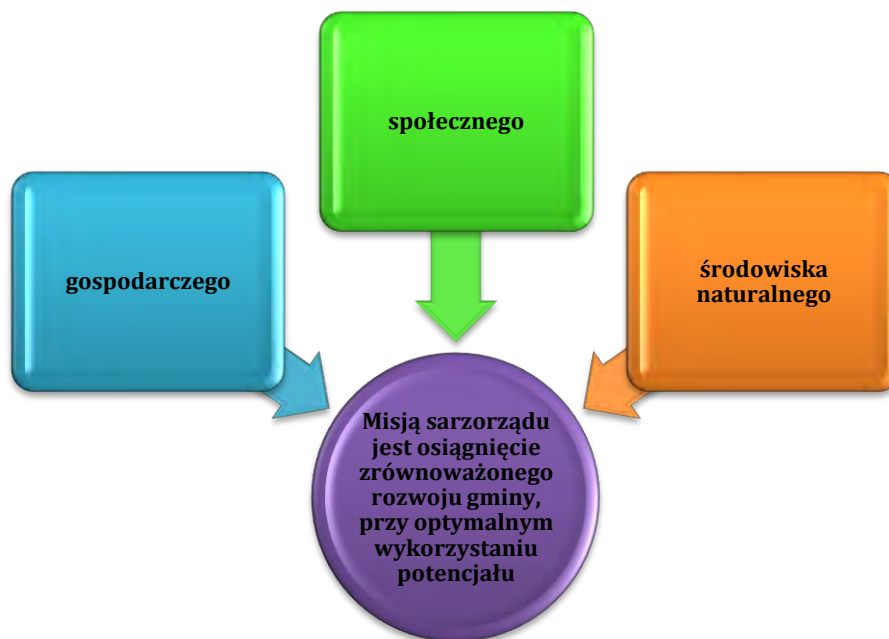 społecznego
gospodarczego
środowiska
naturalnego
Misją sarzorządu
jest osiągnięcie
zrównoważonego
rozwoju gminy,
przy optymalnym
wykorzystaniu
potencjału